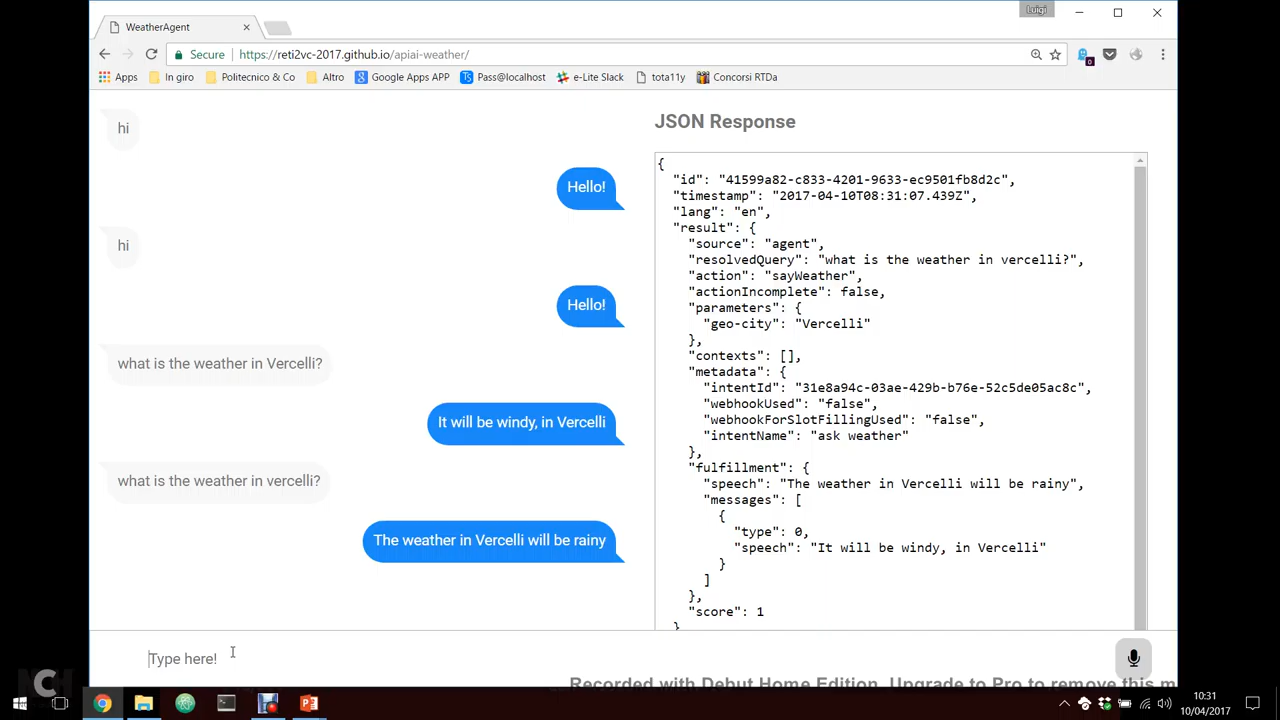 Luigi
WeatherAgent
Secure
https://reti2vc-2017.github.io/apiai-weather/
Apps
In giro
Politecnico & Co
Altro
Google Apps APP
Pass@localhost
e-Lite Slack
tota11y
Concorsi RTDa
hi
Hello!
hi
Hello!
what is the weather in Vercelli?
It will be windy, in Vercelli
what is the weather in vercelli?
The weather in Vercelli will be rainy
JSON Response
{
"id": "41599a82-c833-4201-9633-ec9501fb8d2c",
"timestamp": "2017-04-10T08:31:07.439Z",
"lang": "en",
"result": {
"source": "agent",
"resolvedQuery": "what is the weather in vercelli?",
"action": "sayWeather",
"actionIncomplete": false,
"parameters": {
"geo-city": "Vercelli"
},
"contexts": [],
"metadata": {
"intentId": "31e8a94c-03ae-429b-b76e-52c5de05ac8c",
"webhookUsed": "false",
"webhookForSlotFillingUsed": "false",
"intentName": "ask weather"
},
"fulfillment": {
"speech": "The weather in Vercelli will be rainy",
"messages": [
{
"type": 0,
"speech": "It will be windy, in Vercelli"
}
]
},
"score": 1
}
Type here!
Recorded with Debut Home Edition. Upgrade to Pro to remove this m
NCH
10:31
10/04/2017